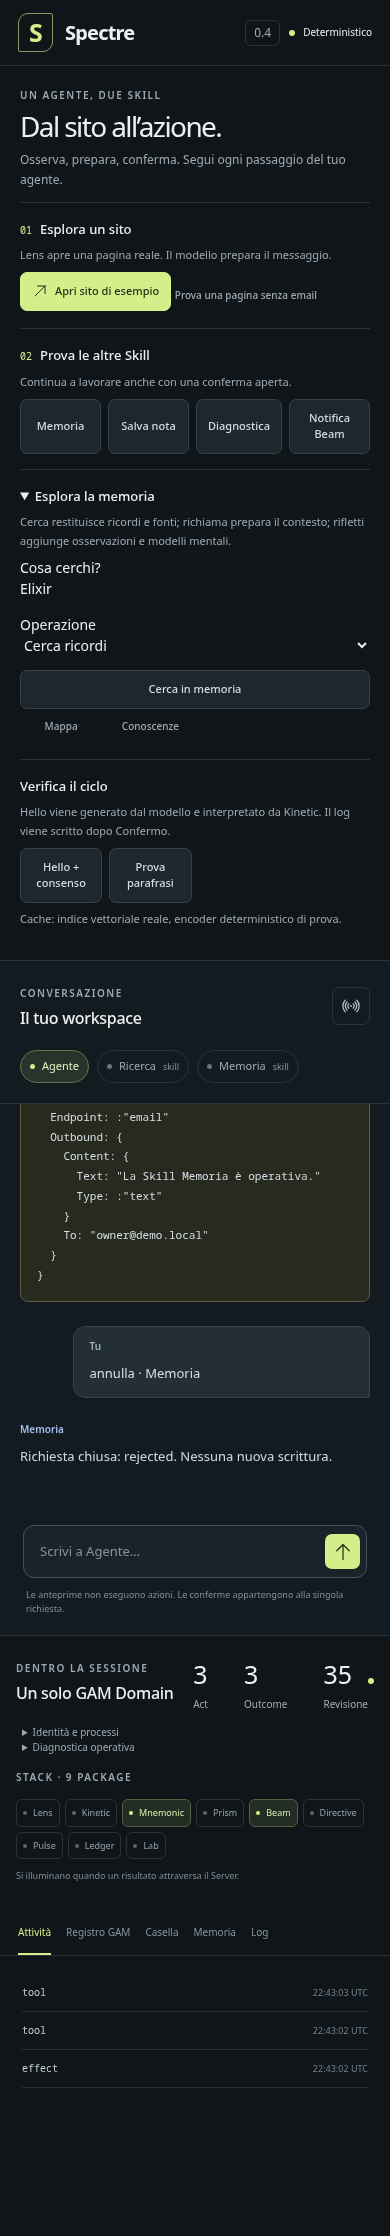 S Spectre 0.4 Deterministico
UN AGENTE, DUE SKILL
Dal sito all'azione.
Osserva, prepara, conferma. Segui ogni passaggio del tuo
agente.
01 Esplora un sito
Lens apre una pagina reale. Il modello prepara il messaggio.
Apri sito di esempio Prova una pagina senza email
02 Prova le altre Skill
Continua a lavorare anche con una conferma aperta.
Memoria Salva nota Diagnostica Notifica
Beam
Esplora la memoria
Cerca restituisce ricordi e fonti; richiama prepara il contesto; rifletti
aggiunge osservazioni e modelli mentali.
Cosa cerchi?
Elixir
Operazione
Cerca ricordi
Cerca in memoria
Mappa Conoscenze
Verifica il ciclo
Hello viene generato dal modello e interpretato da Kinetic. Il log
viene scritto dopo Confermo.
Hello + Prova
consenso parafrasi
Cache: indice vettoriale reale, encoder deterministico di prova.
CONVERSAZIONE
Il tuo workspace
Agente Ricerca skill Memoria skill
Endpoint: :"email"
Outbound: {
Content: {
Text: "La Skill Memoria è operativa."
Type: :"text"
}
To: "owner@demo.local"
}
}
Tu
annulla · Memoria
Memoria
Richiesta chiusa: rejected. Nessuna nuova scrittura.
Scrivi a Agente…
Le anteprime non eseguono azioni. Le conferme appartengono alla singola
richiesta.
DENTRO LA SESSIONE
Un solo GAM Domain
3 3 35
Act Outcome Revisione
Identità e processi
Diagnostica operativa
STACK · 9 PACKAGE
Lens Kinetic Mnemonic Prism Beam Directive
Pulse Ledger Lab
Si illuminano quando un risultato attraversa il Server.
Attività Registro GAM Casella Memoria Log
tool 22:43:03 UTC
tool 22:43:02 UTC
effect 22:43:02 UTC